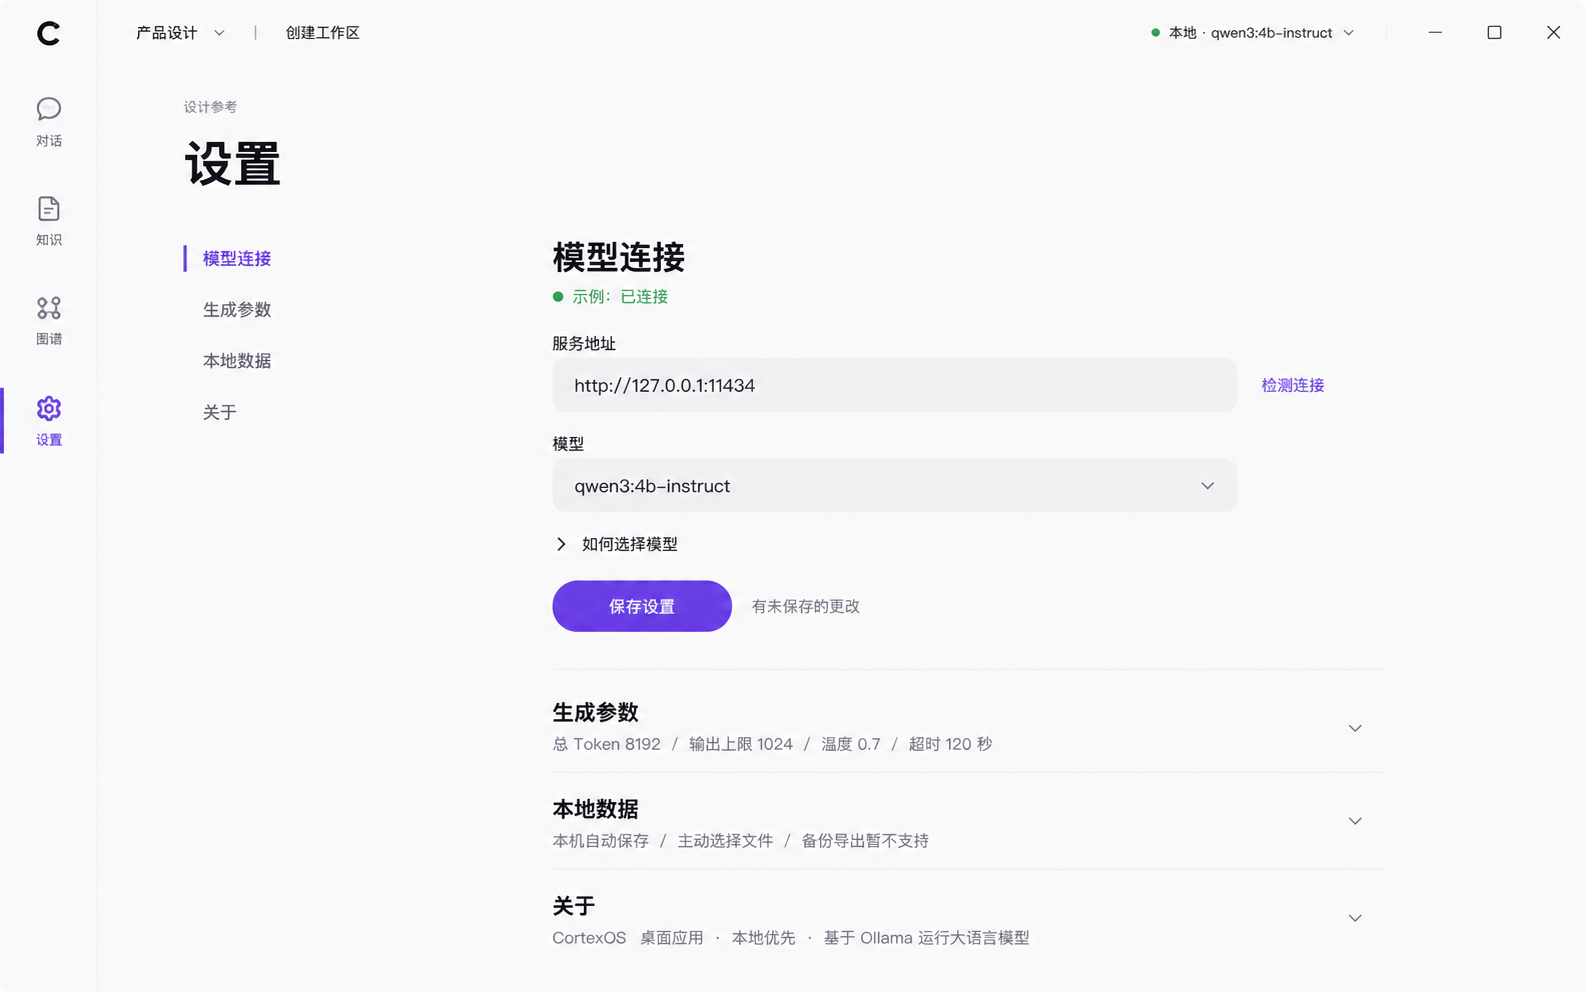 C
产品设计 | 创建工作区
本地 · qwen3:4b-instruct
对话
知识
图谱
设置
设计参考
设置
模型连接
生成参数
本地数据
关于
模型连接
示例：已连接
服务地址
http://127.0.0.1:11434
检测连接
模型
qwen3:4b-instruct
如何选择模型
保存设置
有未保存的更改
生成参数
总 Token 8192 / 输出上限 1024 / 温度 0.7 / 超时 120 秒
本地数据
本机自动保存 / 主动选择文件 / 备份导出暂不支持
关于
CortexOS 桌面应用 · 本地优先 · 基于 Ollama 运行大语言模型